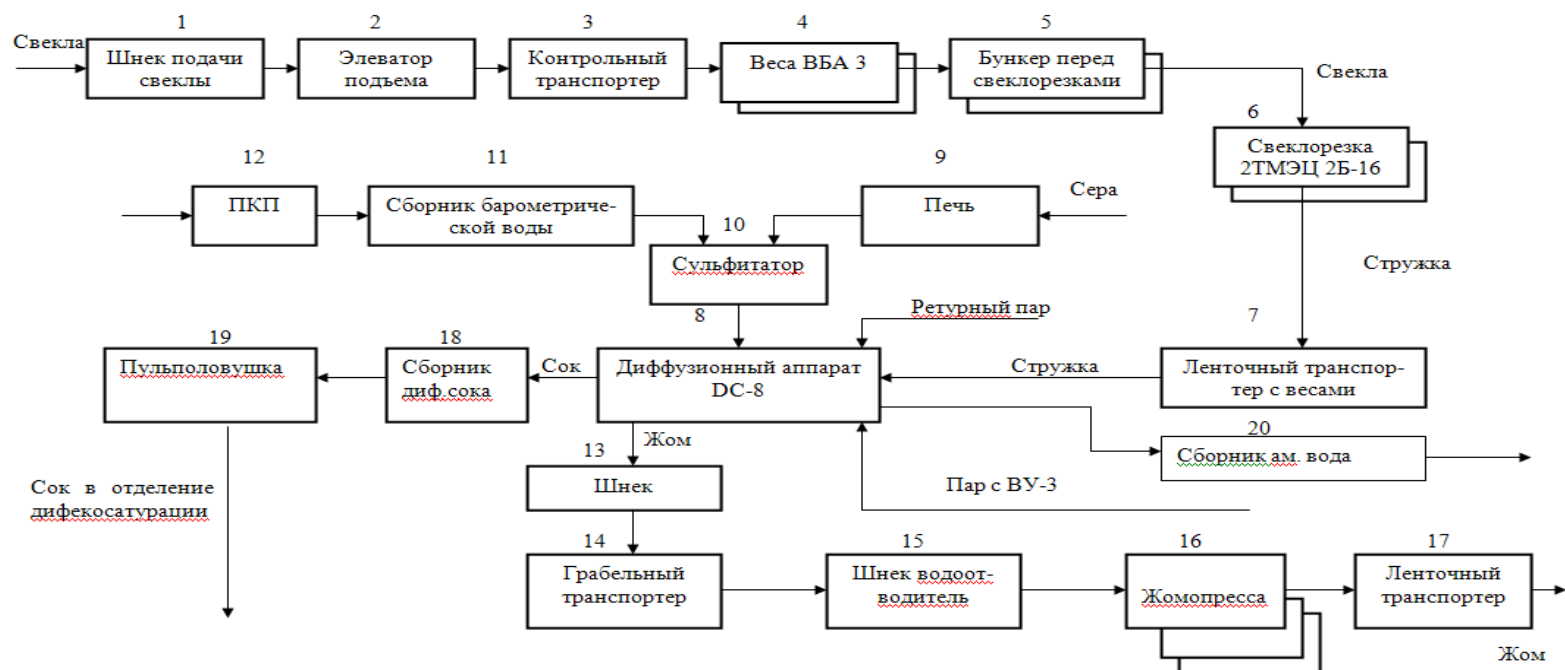 1
2
3
4
5
Свекла
Шнек подачи
свеклы
Элеватор
подъема
Контрольный
транспортер
Веса ВБА 3
Бункер перед
свеклорезками
Свекла
6
Свеклорезка
2ТМЭЦ 2Б-16
12
11
9
ПКП
Сборник барометриче-
ской воды
Печь
Сера
10
Сульфитатор
Стружка
8
Ретурный пар
7
19
18
Пульполовушка
Сборник
диф.сока
Сок
Диффузионный аппарат
DC-8
Стружка
Ленточный транспор-
тер с весами
13
Жом
20
Сборник ам. вода
Шнек
Пар с ВУ-3
Сок в отделение
дифекосатурации
14
15
16
17
Грабельный
транспортер
Шнек водоот-
водитель
Жомопресса
Ленточный
транспортер
Жом